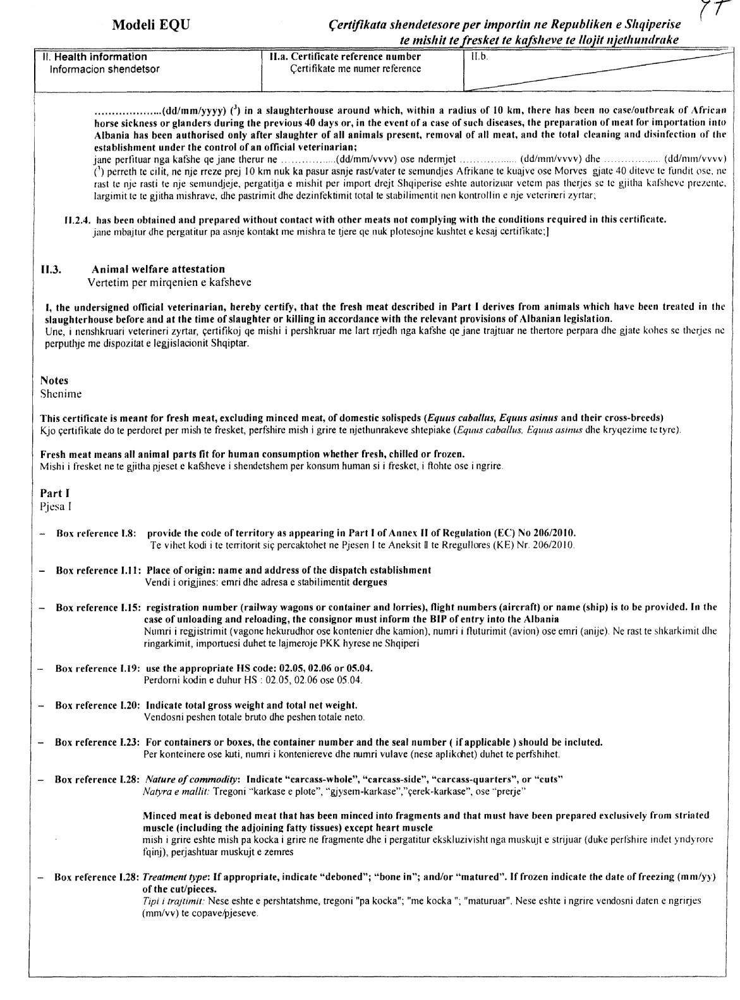 97
Modeli EQU
Çertifikata shendetesore per importin ne Republiken e Shqiperise
te mishit te fresket te kafsheve te llojit njethundrake
II. Health information
Informacion shendetsor
II.a. Certificate reference number
Çertifikate me numer reference
II.b.
....................(dd/mm/yyyy) (³) in a slaughterhouse around which, within a radius of 10 km, there has been no case/outbreak of African
horse sickness or glanders during the previous 40 days or, in the event of a case of such diseases, the preparation of meat for importation into
Albania has been authorised only after slaughter of all animals present, removal of all meat, and the total cleaning and disinfection of the
establishment under the control of an official veterinarian;
jane perfituar nga kafshe qe jane therur ne ................(dd/mm/vvvv) ose ndermjet ................. (dd/mm/vvvv) dhe ................. (dd/mm/vvvv)
(³) perreth te cilit, ne nje rreze prej 10 km nuk ka pasur asnje rast/vater te semundjes Afrikane te kuajve ose Morves gjate 40 diteve te fundit ose, ne
rast te nje rasti te nje semundjeje, pergatitja e mishit per import drejt Shqiperise eshte autorizuar vetem pas therjes se te gjitha kafsheve prezente,
largimit te te gjitha mishrave, dhe pastrimit dhe dezinfektimit total te stabilimentit nen kontrollin e nje veterineri zyrtar;
II.2.4. has been obtained and prepared without contact with other meats not complying with the conditions required in this certificate.
jane mbajtur dhe pergatitur pa asnje kontakt me mishra te tjere qe nuk plotesojne kushtet e kesaj certifikate;]
II.3. Animal welfare attestation
Vertetim per mirqenien e kafsheve
I, the undersigned official veterinarian, hereby certify, that the fresh meat described in Part I derives from animals which have been treated in the
slaughterhouse before and at the time of slaughter or killing in accordance with the relevant provisions of Albanian legislation.
Une, i nenshkruari veterineri zyrtar, çertifikoj qe mishi i pershkruar me lart rrjedh nga kafshe qe jane trajtuar ne thertore perpara dhe gjate kohes se therjes ne
perputhje me dispozitat e legjislacionit Shqiptar.
Notes
Shenime
This certificate is meant for fresh meat, excluding minced meat, of domestic solispeds (Equus caballus, Equus asinus and their cross-breeds)
Kjo çertifikate do te perdoret per mish te fresket, perfshire mish i grire te njethunrakeve shtepiake (Equus caballus, Equus asinus dhe kryqezime te tyre).
Fresh meat means all animal parts fit for human consumption whether fresh, chilled or frozen.
Mishi i fresket ne te gjitha pjeset e kafsheve i shendetshem per konsum human si i fresket, i ftohte ose i ngrire.
Part I
Pjesa I
– Box reference I.8: provide the code of territory as appearing in Part I of Annex II of Regulation (EC) No 206/2010.
Te vihet kodi i te territorit siç percaktohet ne Pjesen I te Aneksit II te Rregullores (KE) Nr. 206/2010.
– Box reference I.11: Place of origin: name and address of the dispatch establishment
Vendi i origjines: emri dhe adresa e stabilimentit dergues
– Box reference I.15: registration number (railway wagons or container and lorries), flight numbers (aircraft) or name (ship) is to be provided. In the
case of unloading and reloading, the consignor must inform the BIP of entry into the Albania
Numri i regjistrimit (vagone hekurudhor ose kontenier dhe kamion), numri i fluturimit (avion) ose emri (anije). Ne rast te shkarkimit dhe
ringarkimit, importuesi duhet te lajmeroje PKK hyrese ne Shqiperi
– Box reference I.19: use the appropriate HS code: 02.05, 02.06 or 05.04.
Perdorni kodin e duhur HS : 02.05, 02.06 ose 05.04.
– Box reference I.20: Indicate total gross weight and total net weight.
Vendosni peshen totale bruto dhe peshen totale neto.
– Box reference I.23: For containers or boxes, the container number and the seal number ( if applicable ) should be incluted.
Per konteinere ose kuti, numri i konteniereve dhe numri vulave (nese aplikohet) duhet te perfshihet.
– Box reference I.28: Nature of commodity: Indicate “carcass-whole”, “carcass-side”, “carcass-quarters”, or “cuts”
Natyra e mallit: Tregoni “karkase e plote”, “gjysem-karkase”,”çerek-karkase”, ose “prerje”
Minced meat is deboned meat that has been minced into fragments and that must have been prepared exclusively from striated
muscle (including the adjoining fatty tissues) except heart muscle
mish i grire eshte mish pa kocka i grire ne fragmente dhe i pergatitur ekskluzivisht nga muskujt e strijuar (duke perfshire indet yndyrore
fqinj), perjashtuar muskujt e zemres
– Box reference I.28: Treatment type: If appropriate, indicate “deboned”; “bone in”; and/or “matured”. If frozen indicate the date of freezing (mm/yy)
of the cut/pieces.
Tipi i trajtimit: Nese eshte e pershtatshme, tregoni "pa kocka"; "me kocka "; "maturuar". Nese eshte i ngrire vendosni daten e ngrirjes
(mm/vv) te copave/pjeseve.